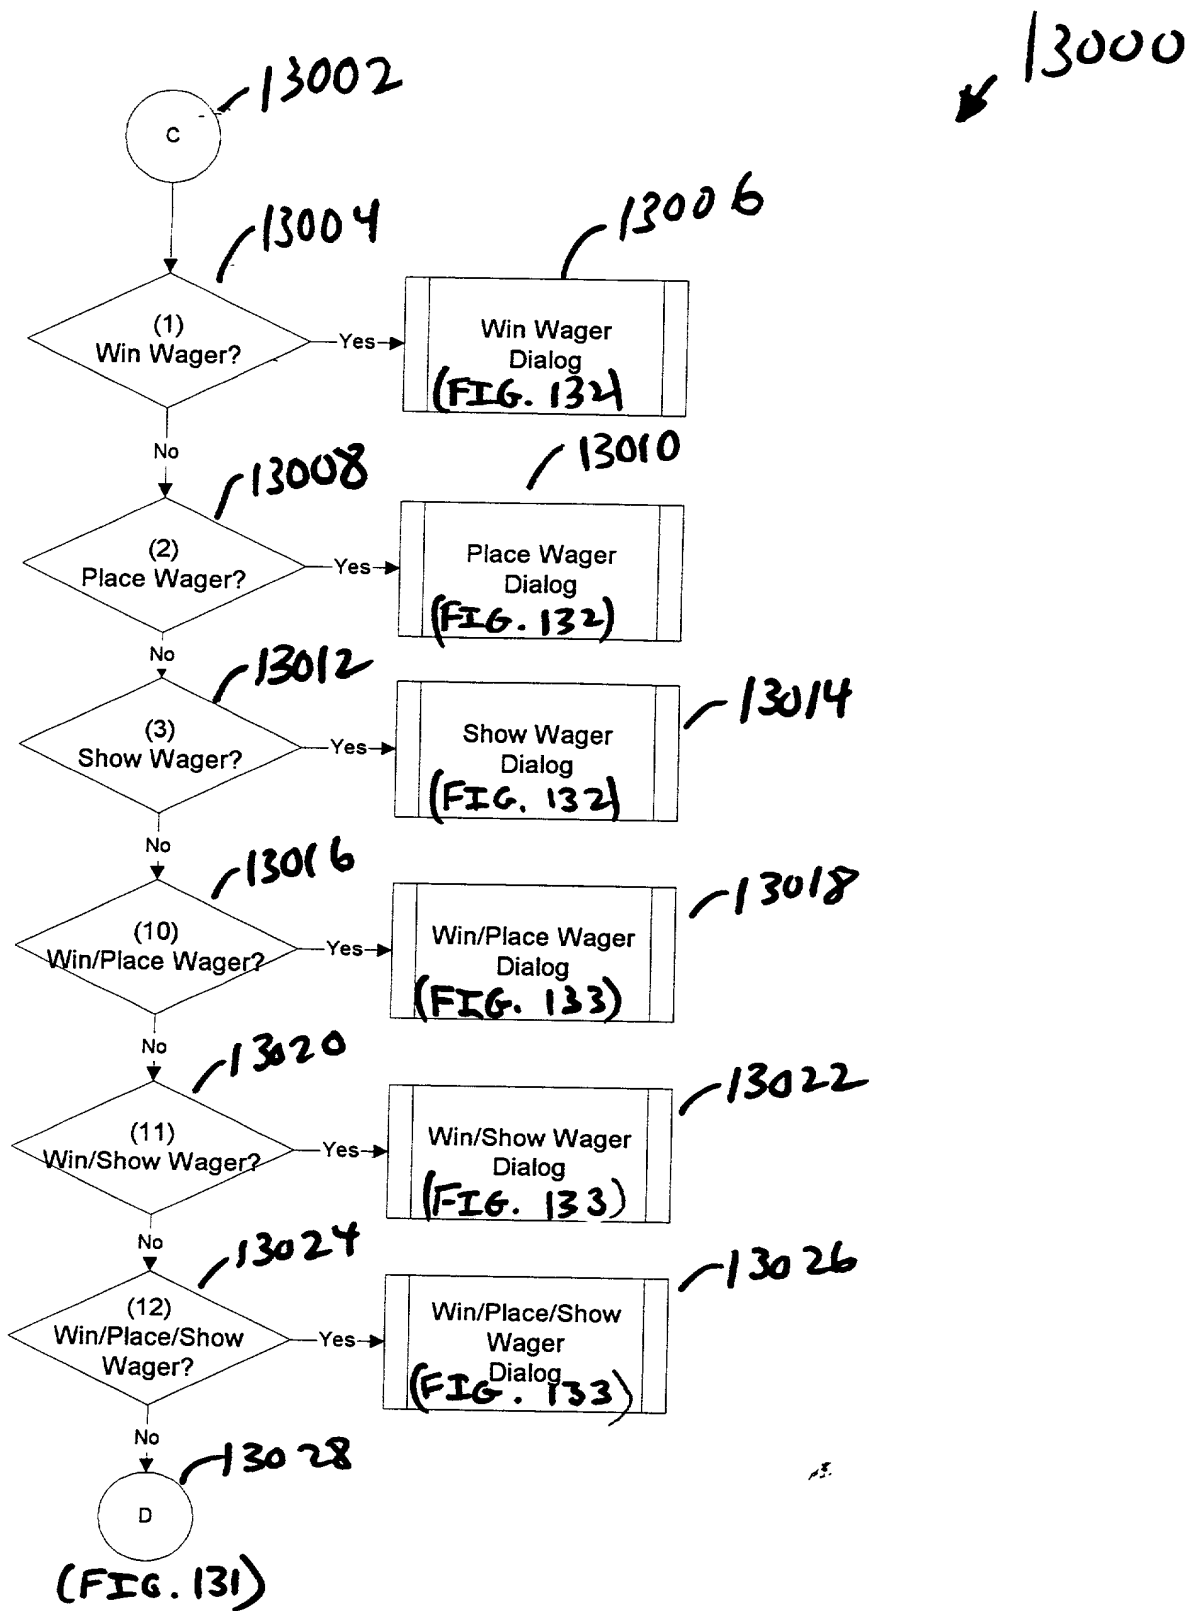 13000
13002
C
13004
13006
(1)
Win Wager?
Yes
Win Wager
Dialog
(FIG. 132)
No
13008
13010
(2)
Place Wager?
Yes
Place Wager
Dialog
(FIG. 132)
No
13012
13014
(3)
Show Wager?
Yes
Show Wager
Dialog
(FIG. 132)
No
13016
13018
(10)
Win/Place Wager?
Yes
Win/Place Wager
Dialog
(FIG. 133)
No
13020
13022
(11)
Win/Show Wager?
Yes
Win/Show Wager
Dialog
(FIG. 133)
No
13024
13026
(12)
Win/Place/Show
Wager?
Yes
Win/Place/Show
Wager
Dialog
(FIG. 133)
No
13028
D
(FIG. 131)